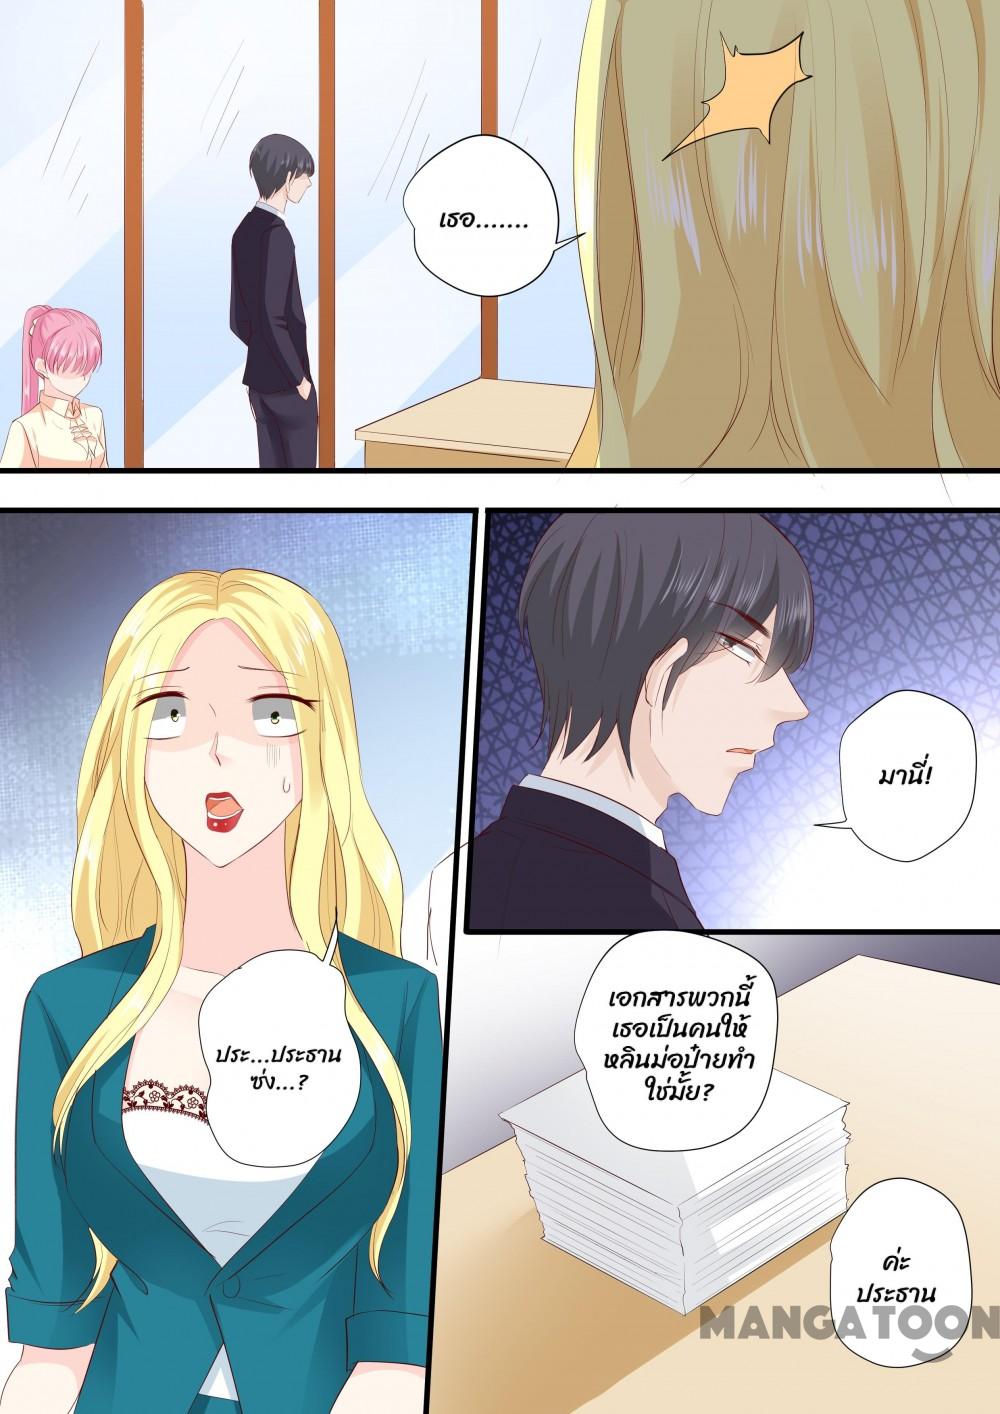 เธอ.......
มานี่!
ประ...ประธาน
ซ่ง...?
เอกสารพวกนี้
เธอเป็นคนให้
หลินม่อป๋ายทำ
ใช่มั้ย?
ค่ะ
ประธาน
MANGATOON